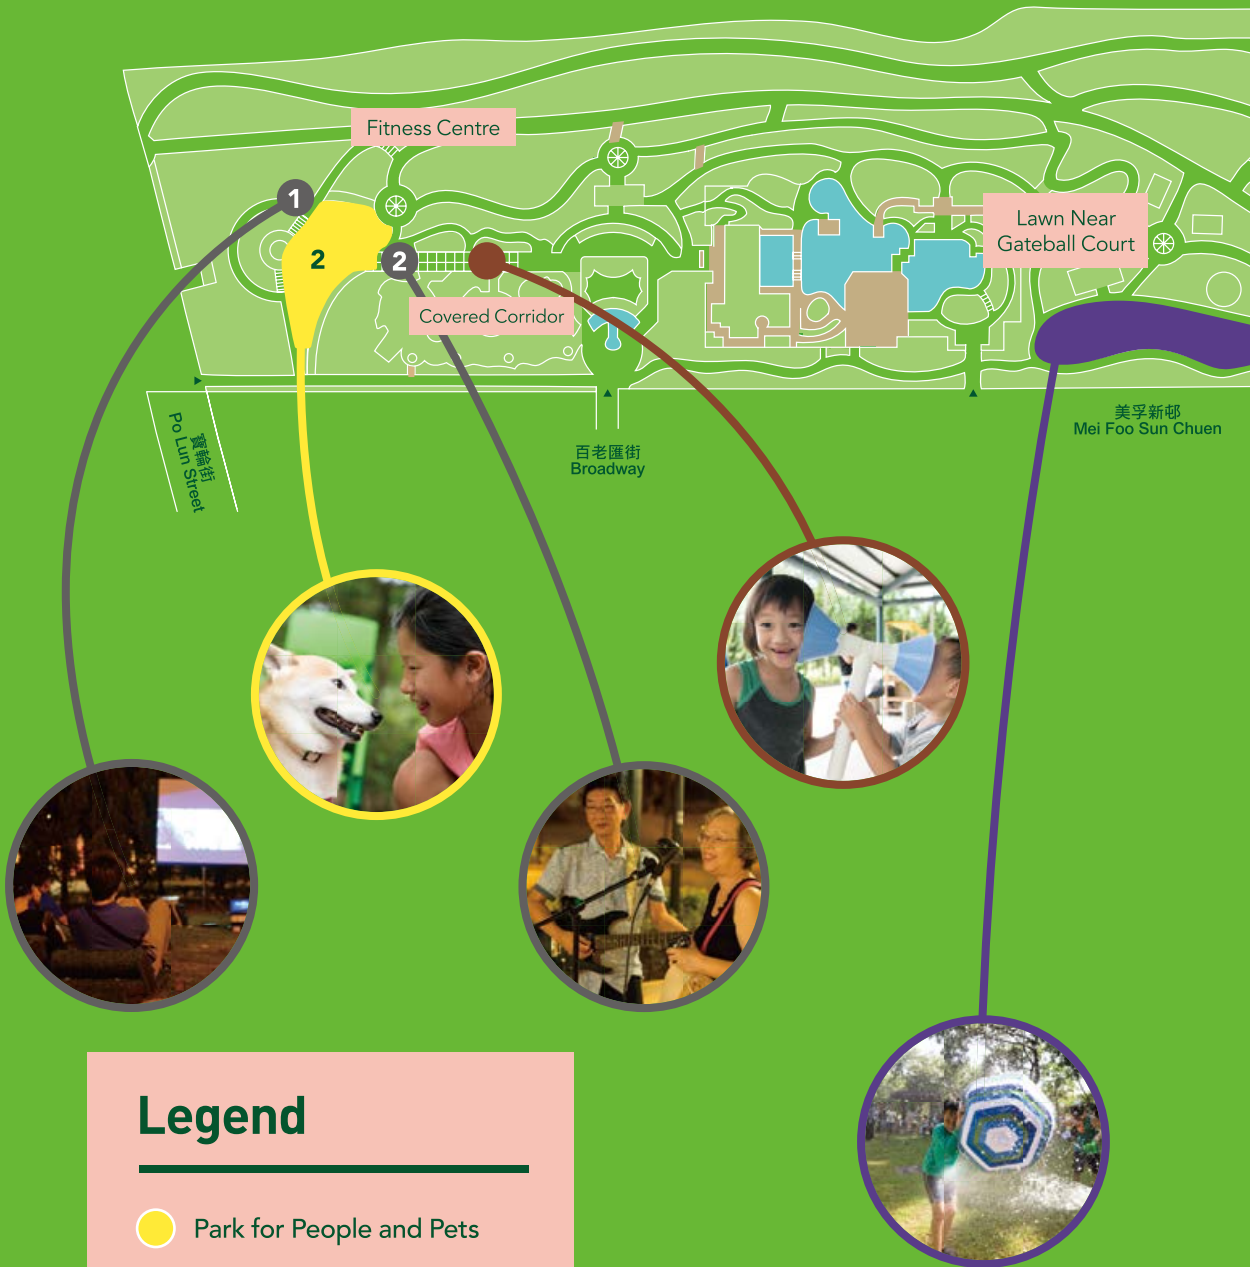 Fitness Centre
1
2
2
Lawn Near
Gateball Court
Covered Corridor
寶輪街
Po Lun Street
百老匯街
Broadway
美孚新邨
Mei Foo Sun Chuen
Legend
Park for People and Pets